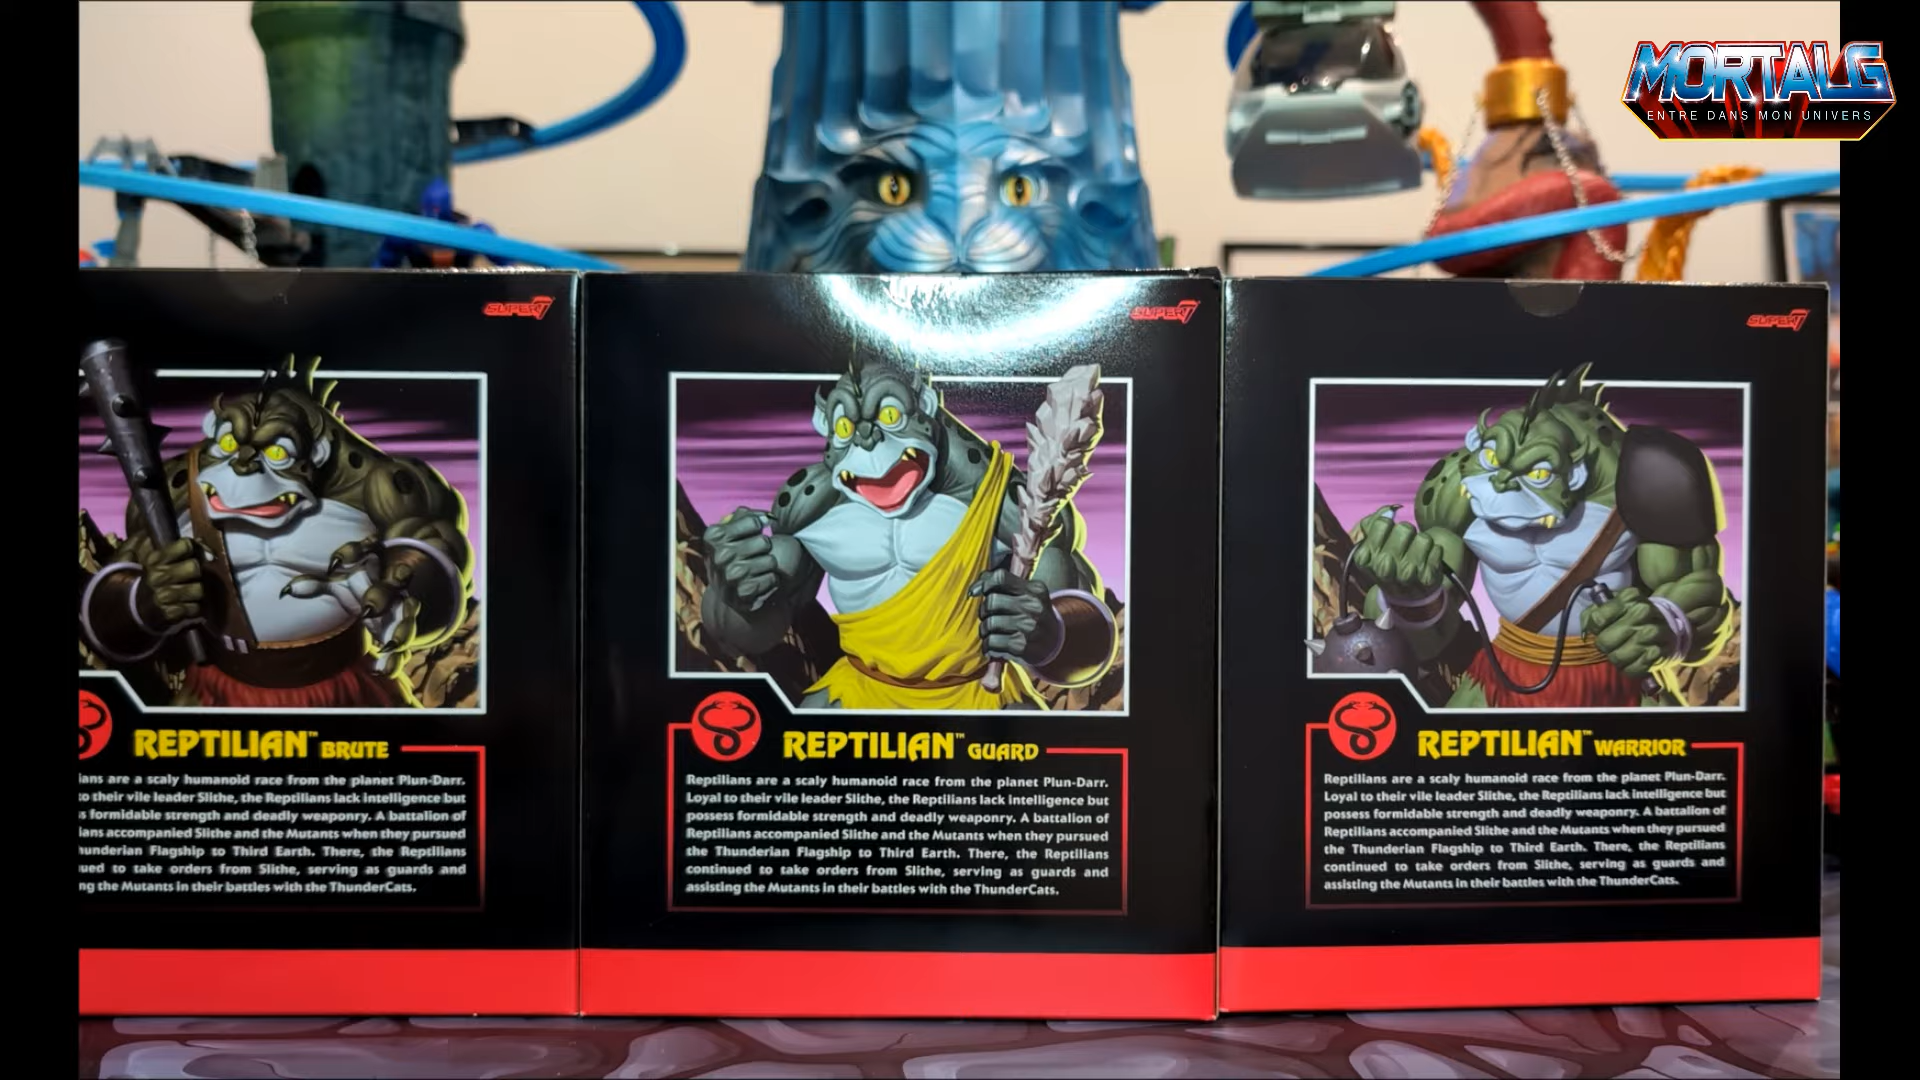 MORTALG
ENTRE DANS MON UNIVERS
SUPER7
REPTILIAN™ BRUTE
ians are a scaly humanoid race from the planet Plun-Darr.
to their vile leader Slithe, the Reptilians lack intelligence but
s formidable strength and deadly weaponry. A battalion of
ians accompanied Slithe and the Mutants when they pursued
hunderian Flagship to Third Earth. There, the Reptilians
ued to take orders from Slithe, serving as guards and
ng the Mutants in their battles with the ThunderCats.
SUPER7
REPTILIAN™ GUARD
Reptilians are a scaly humanoid race from the planet Plun-Darr.
Loyal to their vile leader Slithe, the Reptilians lack intelligence but
possess formidable strength and deadly weaponry. A battalion of
Reptilians accompanied Slithe and the Mutants when they pursued
the Thunderian Flagship to Third Earth. There, the Reptilians
continued to take orders from Slithe, serving as guards and
assisting the Mutants in their battles with the ThunderCats.
SUPER7
REPTILIAN™ WARRIOR
Reptilians are a scaly humanoid race from the planet Plun-Darr.
Loyal to their vile leader Slithe, the Reptilians lack intelligence but
possess formidable strength and deadly weaponry. A battalion of
Reptilians accompanied Slithe and the Mutants when they pursued
the Thunderian Flagship to Third Earth. There, the Reptilians
continued to take orders from Slithe, serving as guards and
assisting the Mutants in their battles with the ThunderCats.